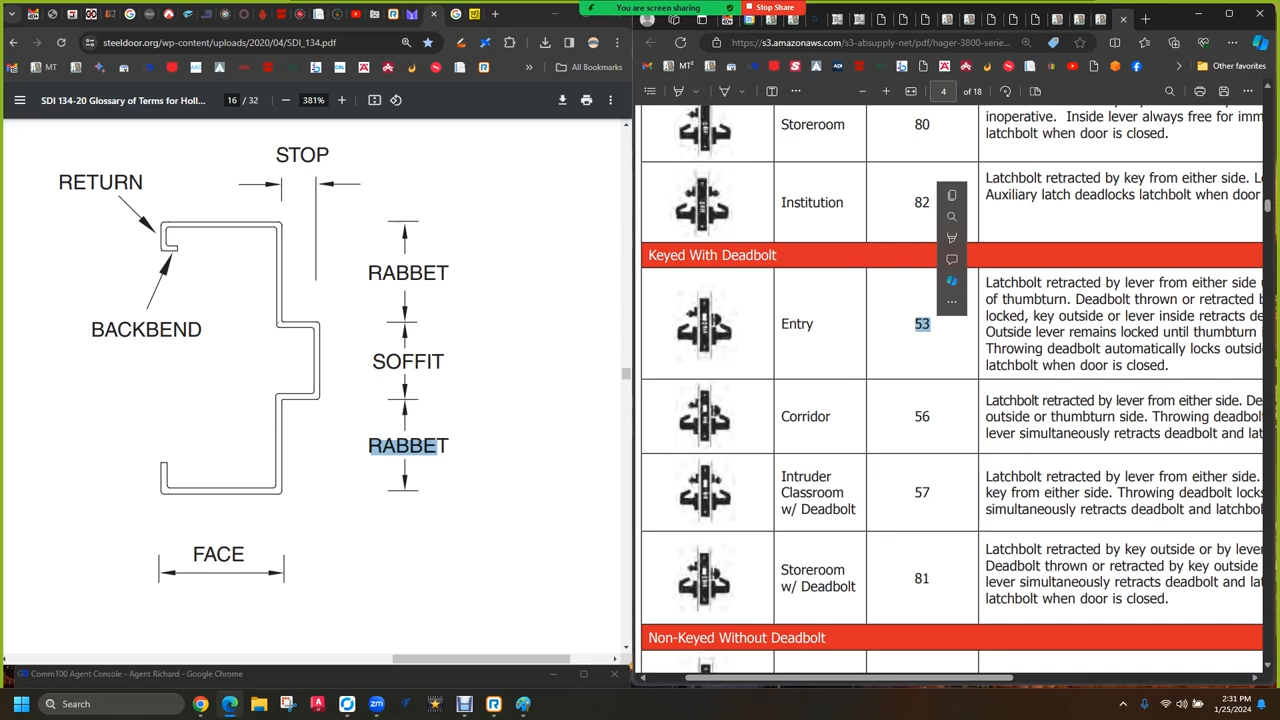 You are screen sharing
Stop Share
steeldoor.org/wp-content/uploads/2020/04/SDI_134.pdf
https://s3.amazonaws.com/s3-absupply-net/pdf/hager-3800-serie...
MT
All Bookmarks
MT²
Other favorites
SDI 134-20 Glossary of Terms for Holl...
16 / 32
381%
4 of 18
STOP
RETURN
RABBET
BACKBEND
SOFFIT
RABBET
FACE
Storeroom
80
inoperative. Inside lever always free for imm
latchbolt when door is closed.
Institution
82
Latchbolt retracted by key from either side.
Auxiliary latch deadlocks latchbolt when door
Keyed With Deadbolt
Entry
53
Latchbolt retracted by lever from either side
of thumbturn. Deadbolt thrown or retracted b
locked, key outside or lever inside retracts de
Outside lever remains locked until thumbturn
Throwing deadbolt automatically locks outsid
latchbolt when door is closed.
Corridor
56
Latchbolt retracted by lever from either side. De
outside or thumbturn side. Throwing deadbol
lever simultaneously retracts deadbolt and lat
Intruder
Classroom
w/ Deadbolt
57
Latchbolt retracted by lever from either side.
key from either side. Throwing deadbolt locks
simultaneously retracts deadbolt and latchbol
Storeroom
w/ Deadbolt
81
Latchbolt retracted by key outside or by lever
Deadbolt thrown or retracted by key outside
lever simultaneously retracts deadbolt and lat
latchbolt when door is closed.
Non-Keyed Without Deadbolt
Comm100 Agent Console - Agent Richard - Google Chrome
Search
2:31 PM
1/25/2024